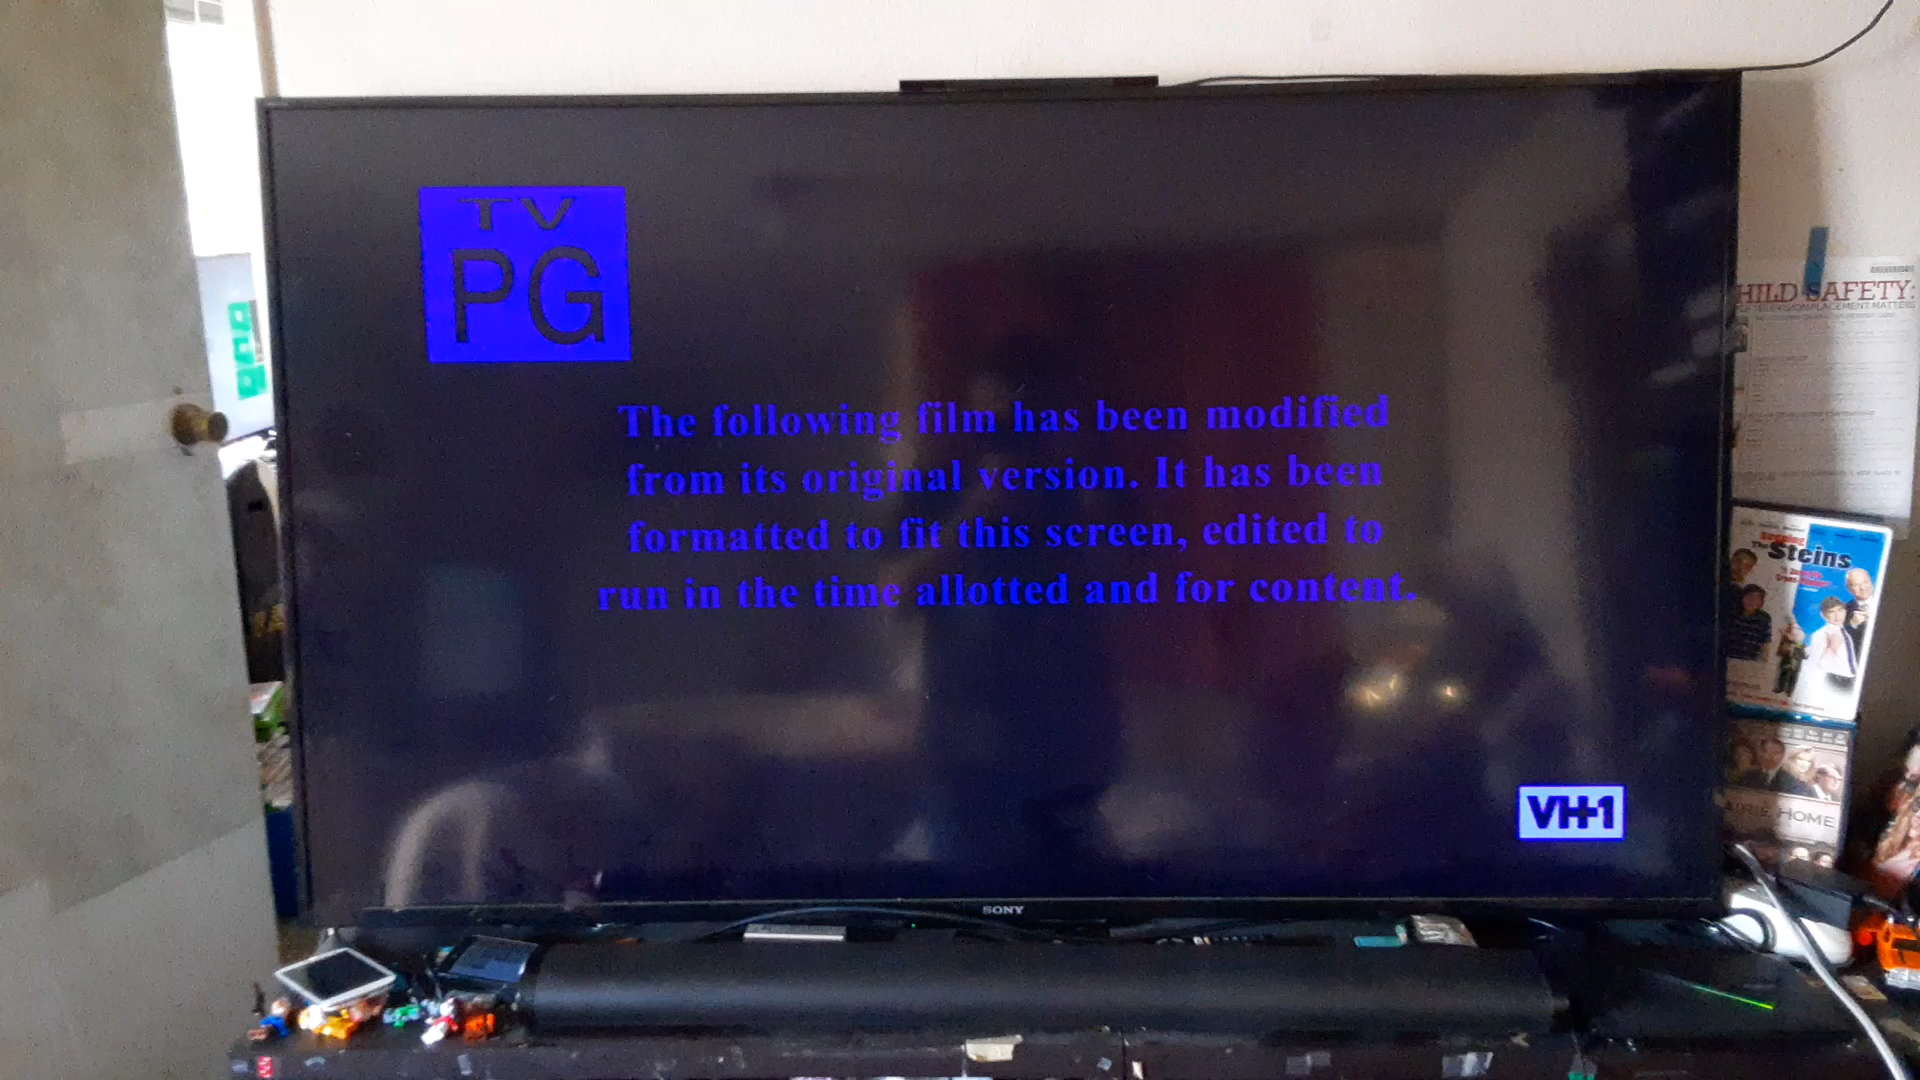 TV
PG
The following film has been modified
from its original version. It has been
formatted to fit this screen, edited to
run in the time allotted and for content.
VH1
SONY
HILD SAFETY:
The Steins
HOME